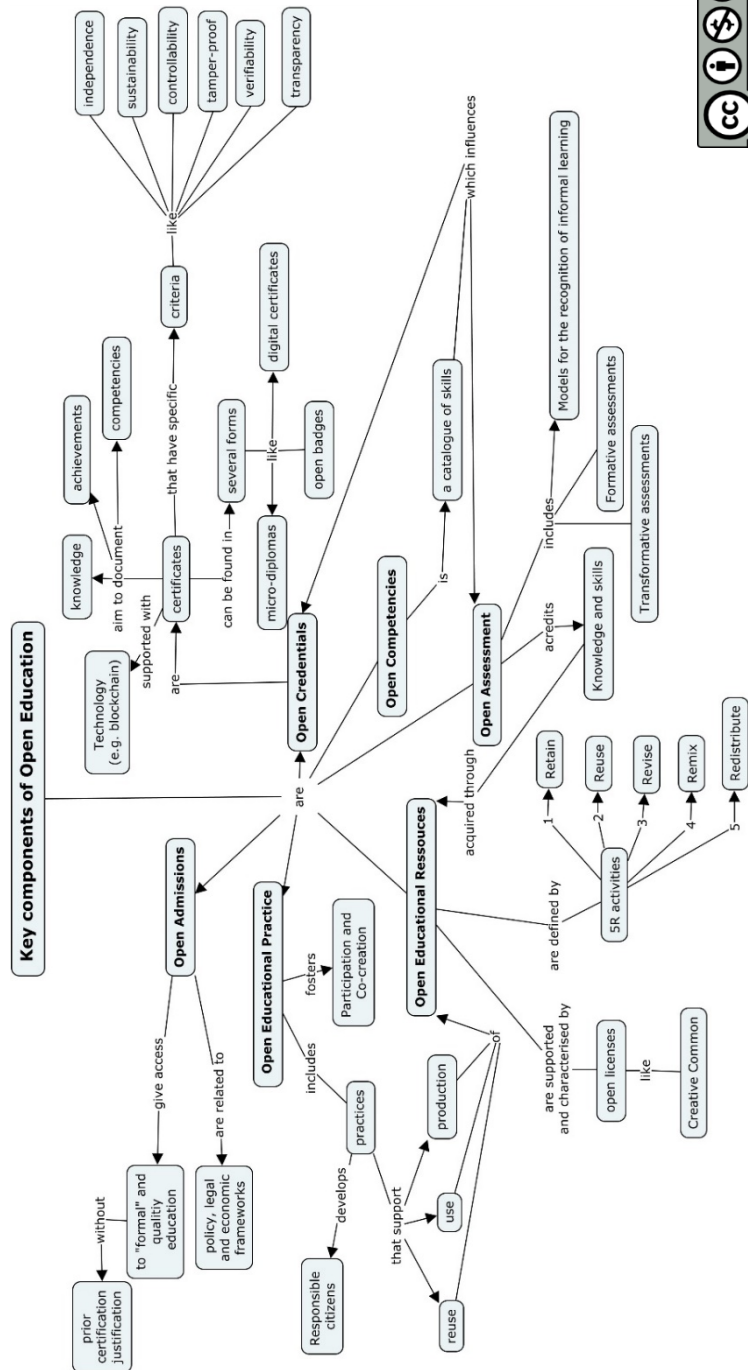 Key components of Open Education
are
Open Admissions
give access
to "formal" and
qualitiy
education
without
prior
certification
justification
are related to
policy, legal
and economic
frameworks
Open Educational Practice
fosters
Participation and
Co-creation
includes
practices
develops
Responsible
citizens
that support
production
use
reuse
of
Open Educational Ressouces
are supported
and characterised by
open licenses
like
Creative Common
are defined by
5R activities
1
Retain
2
Reuse
3
Revise
4
Remix
5
Redistribute
Open Assessment
acredits
Knowledge and skills
acquired through
includes
Models for the recognition of informal learning
Formative assessments
Transformative assessments
Open Competencies
is
a catalogue of skills
which influences
Open Credentials
are
certificates
supported with
Technology
(e.g. blockchain)
aim to document
knowledge
achievements
competencies
that have specific
criteria
like
independence
sustainability
controllability
tamper-proof
verifiability
transparency
can be found in
several forms
like
micro-diplomas
open badges
digital certificates
cc